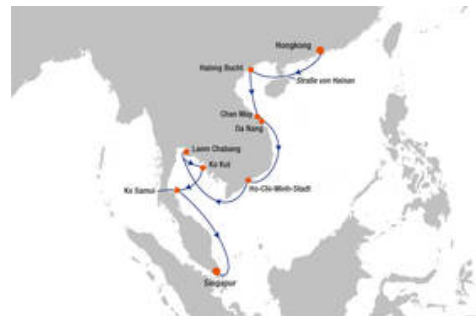 Hongkong
Halong Bucht
Straße von Hainan
Chan May
Da Nang
Laem Chabang
Ko Kut
Ko Samui
Ho-Chi-Minh-Stadt
Singapur